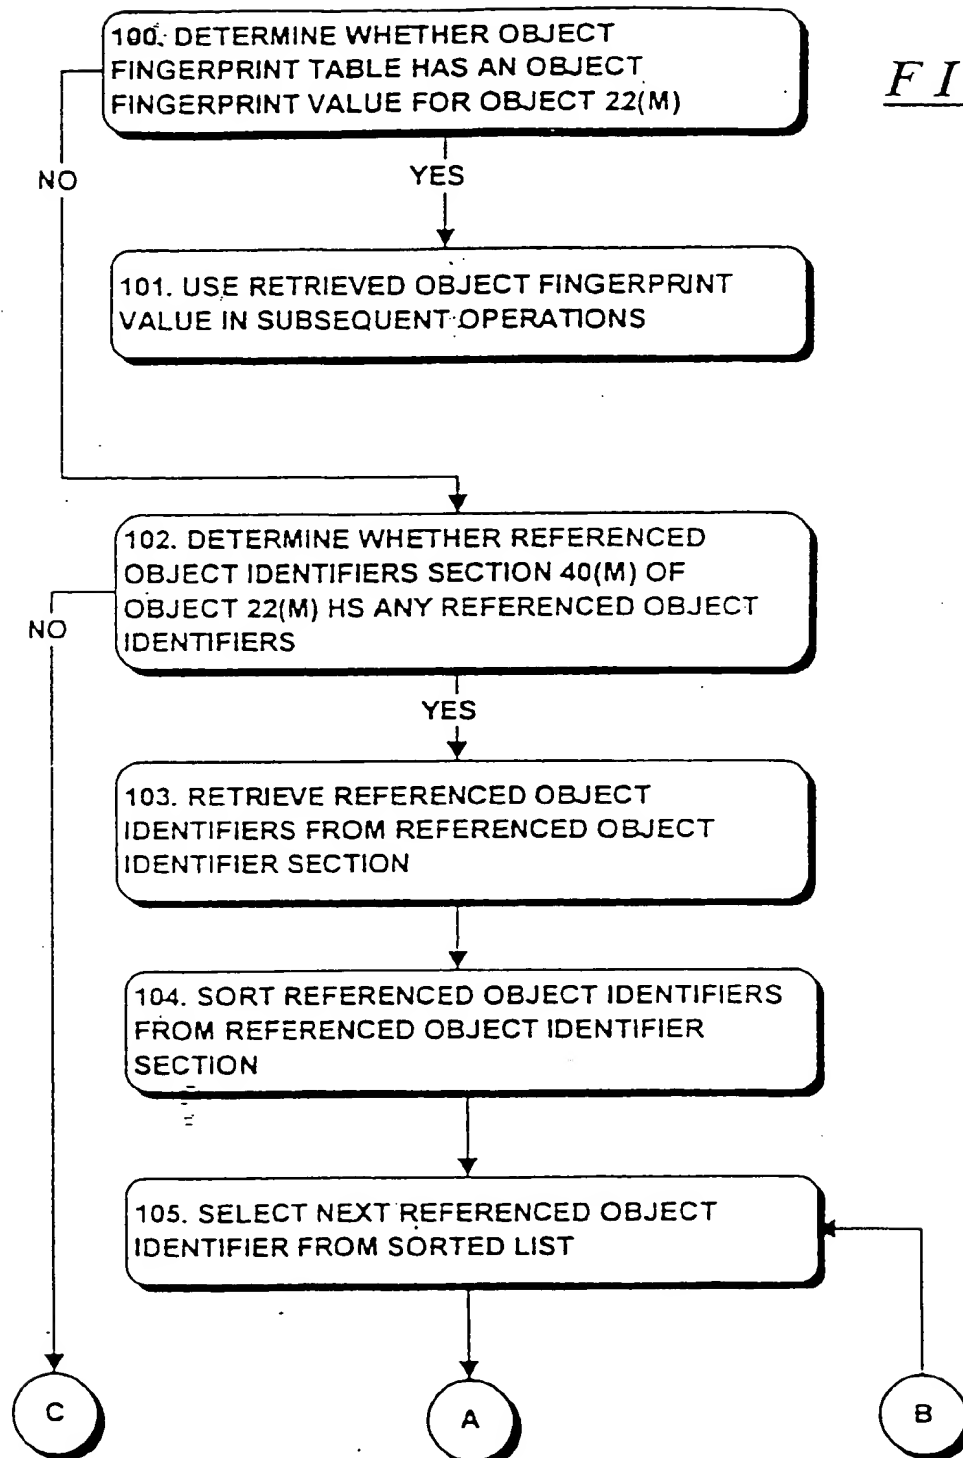 100. DETERMINE WHETHER OBJECT
FINGERPRINT TABLE HAS AN OBJECT
FINGERPRINT VALUE FOR OBJECT 22(M)
F I
NO
YES
101. USE RETRIEVED OBJECT FINGERPRINT
VALUE IN SUBSEQUENT OPERATIONS
102. DETERMINE WHETHER REFERENCED
OBJECT IDENTIFIERS SECTION 40(M) OF
OBJECT 22(M) HS ANY REFERENCED OBJECT
IDENTIFIERS
NO
YES
103. RETRIEVE REFERENCED OBJECT
IDENTIFIERS FROM REFERENCED OBJECT
IDENTIFIER SECTION
104. SORT REFERENCED OBJECT IDENTIFIERS
FROM REFERENCED OBJECT IDENTIFIER
SECTION
105. SELECT NEXT REFERENCED OBJECT
IDENTIFIER FROM SORTED LIST
C
A
B